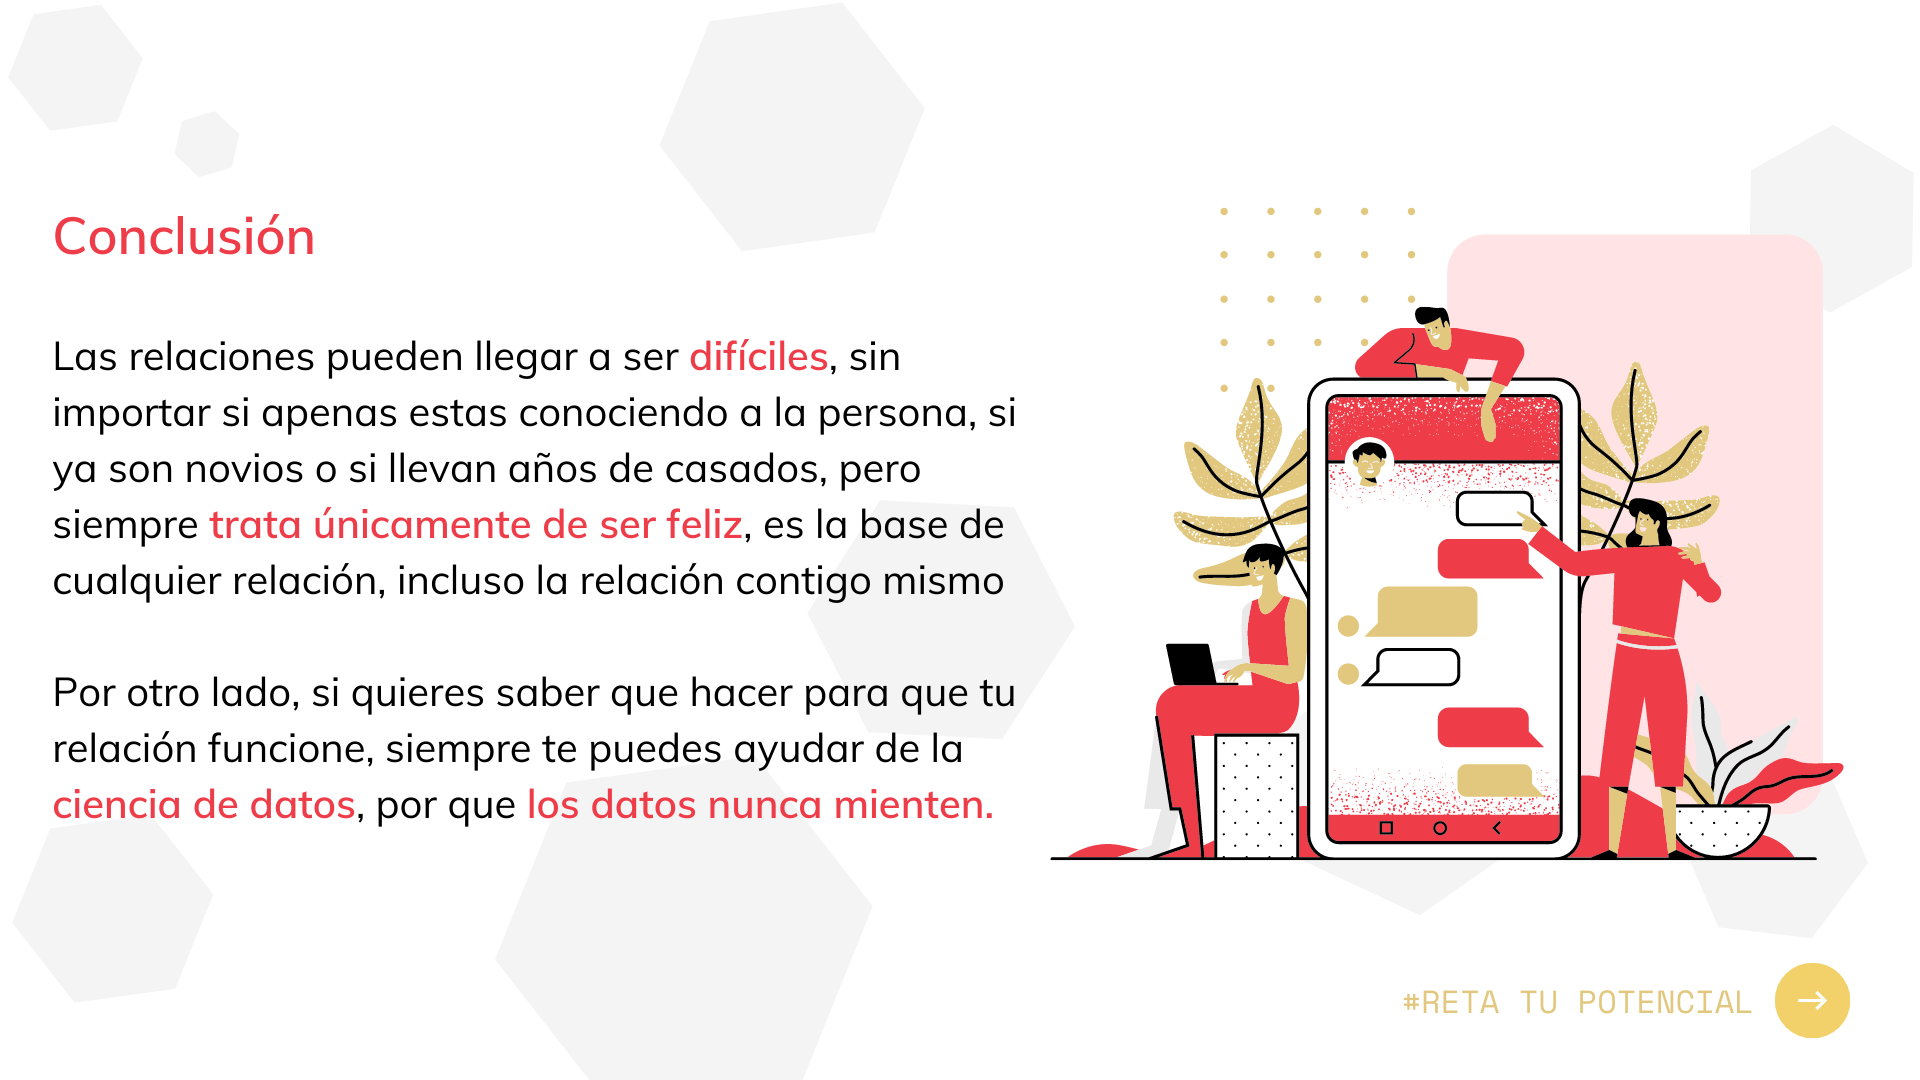 Conclusión
Las relaciones pueden llegar a ser difíciles, sin
importar si apenas estas conociendo a la persona, si
ya son novios o si llevan años de casados, pero
siempre trata únicamente de ser feliz, es la base de
cualquier relación, incluso la relación contigo mismo
Por otro lado, si quieres saber que hacer para que tu
relación funcione, siempre te puedes ayudar de la
ciencia de datos, por que los datos nunca mienten.
#RETA TU POTENCIAL